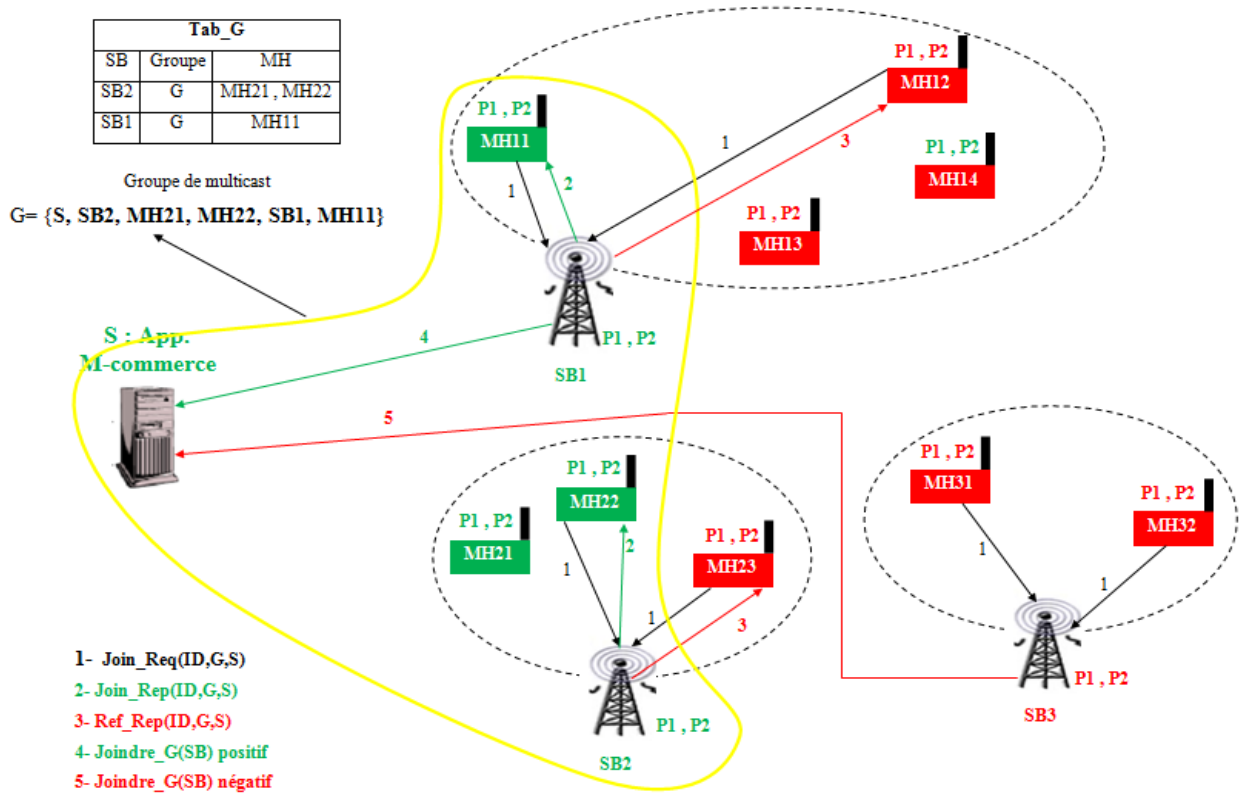 Tab_G
SB Groupe MH
SB2 G MH21 , MH22
SB1 G MH11
Groupe de multicast
G= {S, SB2, MH21, MH22, SB1, MH11}
P1 , P2
MH12
P1 , P2
MH11
P1 , P2
MH14
P1 , P2
MH13
1
2
1
3
P1 , P2
SB1
S : App.
M-commerce
4
5
P1 , P2
MH22
P1 , P2
MH21
P1 , P2
MH23
1
2
1
3
P1 , P2
SB2
P1 , P2
MH31
P1 , P2
MH32
1
1
P1 , P2
SB3
1- Join_Req(ID,G,S)
2- Join_Rep(ID,G,S)
3- Ref_Rep(ID,G,S)
4- Joindre_G(SB) positif
5- Joindre_G(SB) négatif